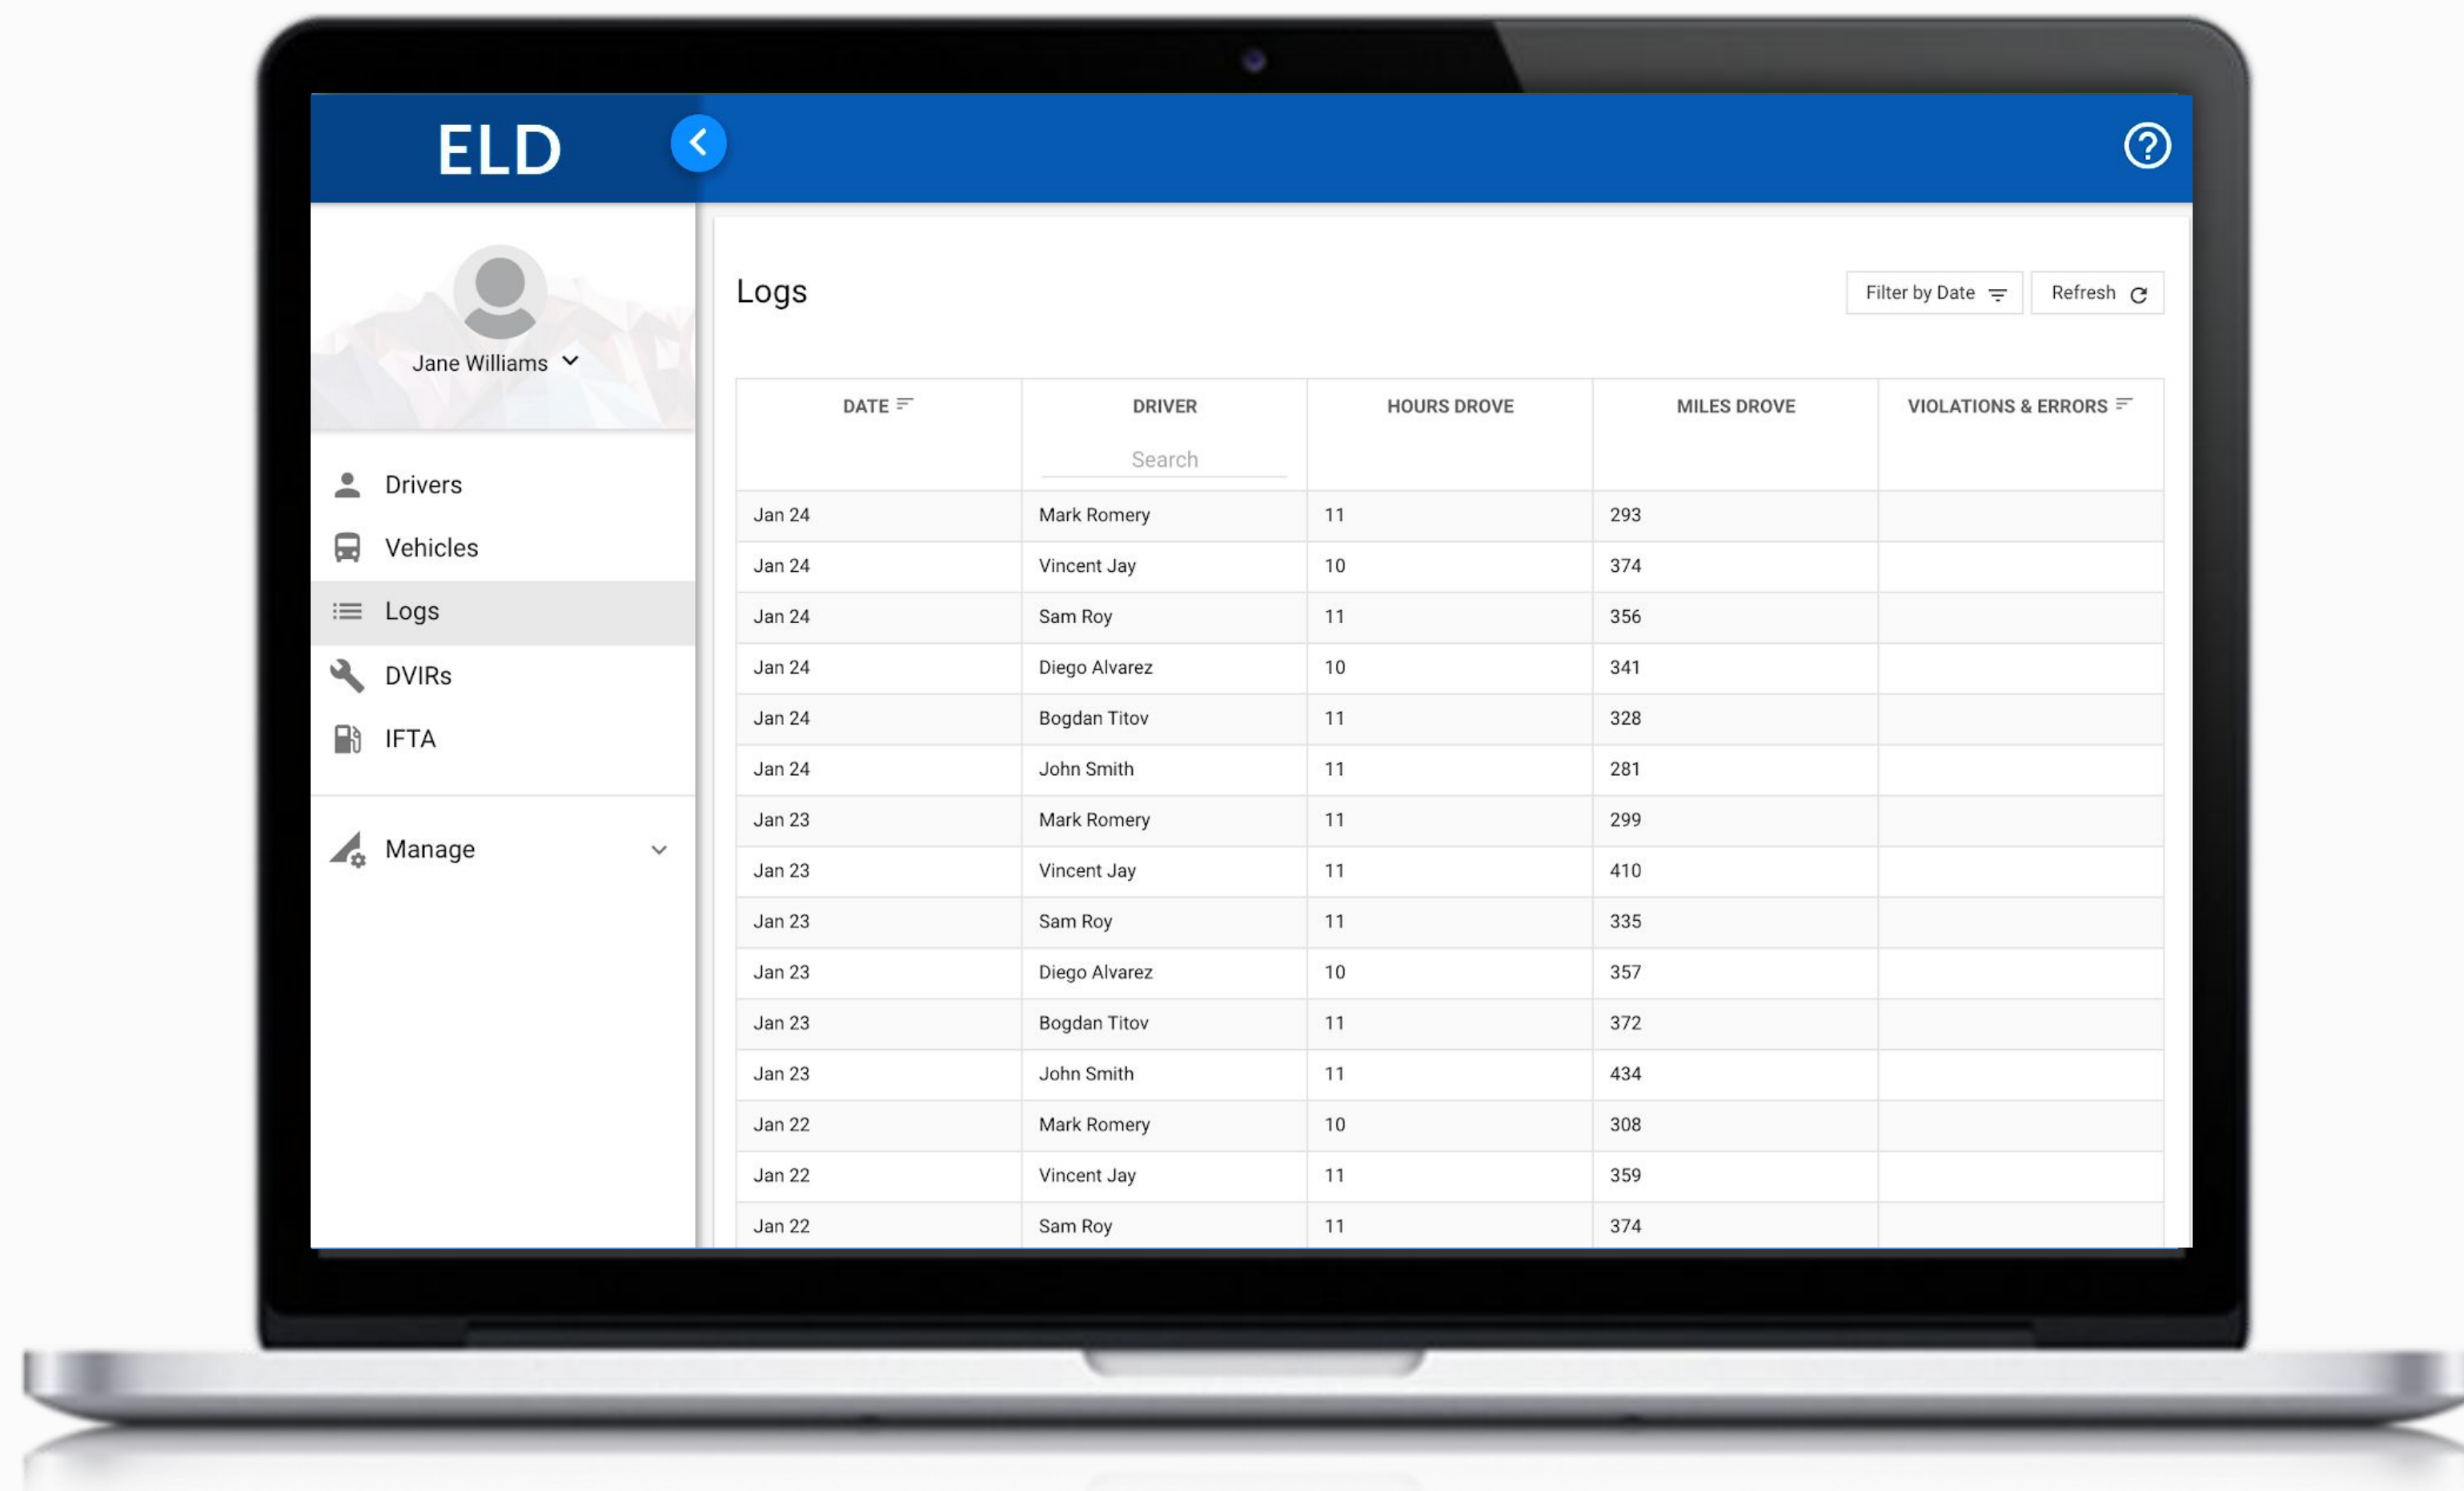 ELD
Jane Williams
Drivers
Vehicles
Logs
DVIRs
IFTA
Manage
Logs
Filter by Date
Refresh
DATE DRIVER HOURS DROVE MILES DROVE VIOLATIONS & ERRORS
Search
Jan 24 Mark Romery 11 293
Jan 24 Vincent Jay 10 374
Jan 24 Sam Roy 11 356
Jan 24 Diego Alvarez 10 341
Jan 24 Bogdan Titov 11 328
Jan 24 John Smith 11 281
Jan 23 Mark Romery 11 299
Jan 23 Vincent Jay 11 410
Jan 23 Sam Roy 11 335
Jan 23 Diego Alvarez 10 357
Jan 23 Bogdan Titov 11 372
Jan 23 John Smith 11 434
Jan 22 Mark Romery 10 308
Jan 22 Vincent Jay 11 359
Jan 22 Sam Roy 11 374